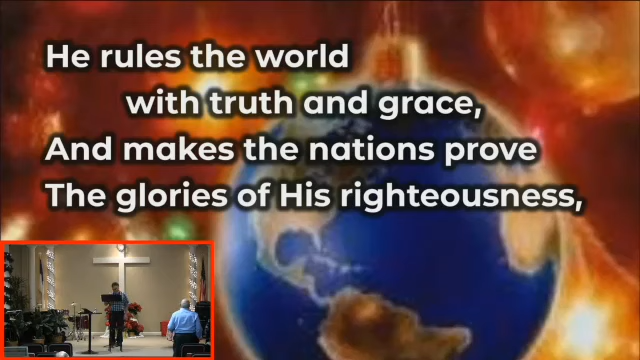 He rules the world
with truth and grace,
And makes the nations prove
The glories of His righteousness,